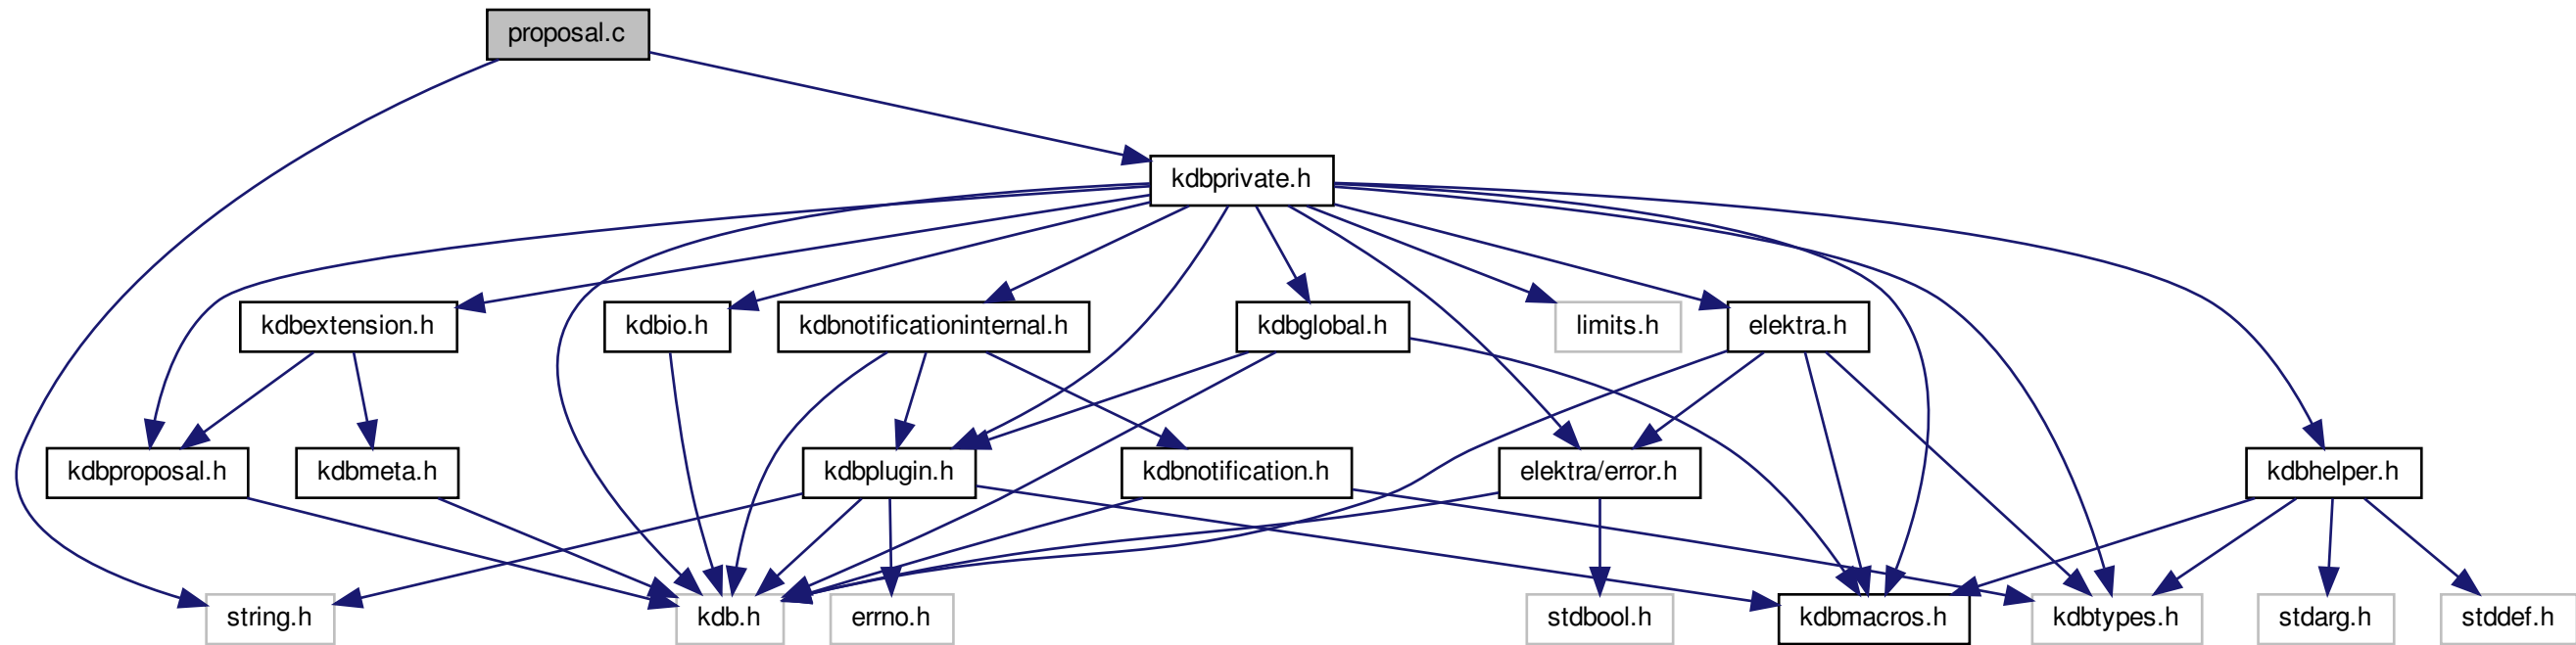 proposal.c
kdbprivate.h
kdbextension.h
kdbio.h
kdbnotificationinternal.h
kdbglobal.h
limits.h
elektra.h
kdbproposal.h
kdbmeta.h
kdbplugin.h
kdbnotification.h
elektra/error.h
kdbhelper.h
string.h
kdb.h
errno.h
stdbool.h
kdbmacros.h
kdbtypes.h
stdarg.h
stddef.h